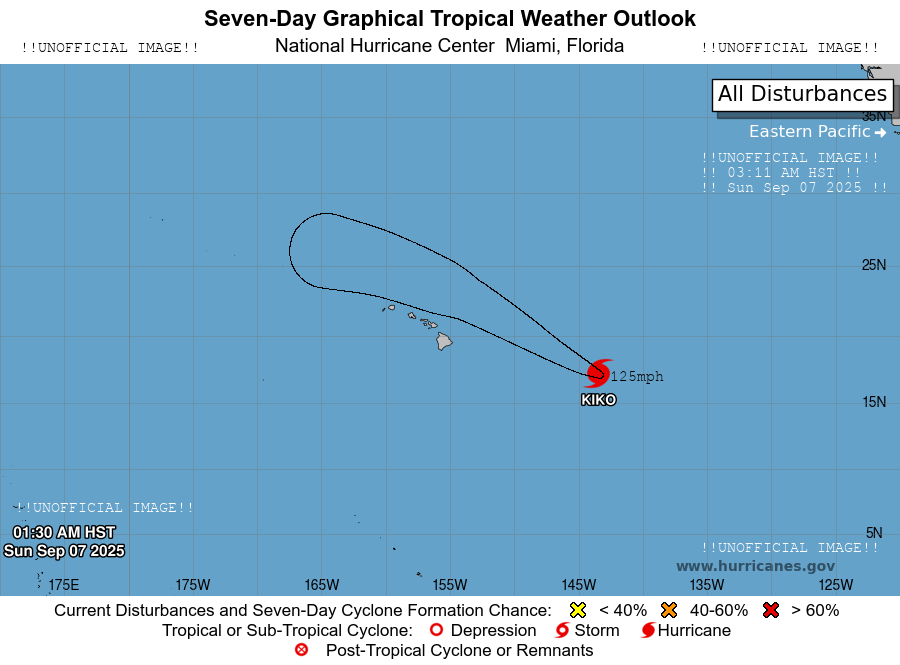 Seven-Day Graphical Tropical Weather Outlook
!!UNOFFICIAL IMAGE!!
National Hurricane Center  Miami, Florida
!!UNOFFICIAL IMAGE!!
All Disturbances
35N
Eastern Pacific
!!UNOFFICIAL IMAGE!!
!! 03:11 AM HST !!
!! Sun Sep 07 2025 !!
25N
125mph
KIKO
15N
!!UNOFFICIAL IMAGE!!
01:30 AM HST
Sun Sep 07 2025
5N
!!UNOFFICIAL IMAGE!!
www.hurricanes.gov
175E 175W 165W 155W 145W 135W 125W
Current Disturbances and Seven-Day Cyclone Formation Chance: < 40% 40-60% > 60%
Tropical or Sub-Tropical Cyclone: Depression Storm Hurricane
Post-Tropical Cyclone or Remnants